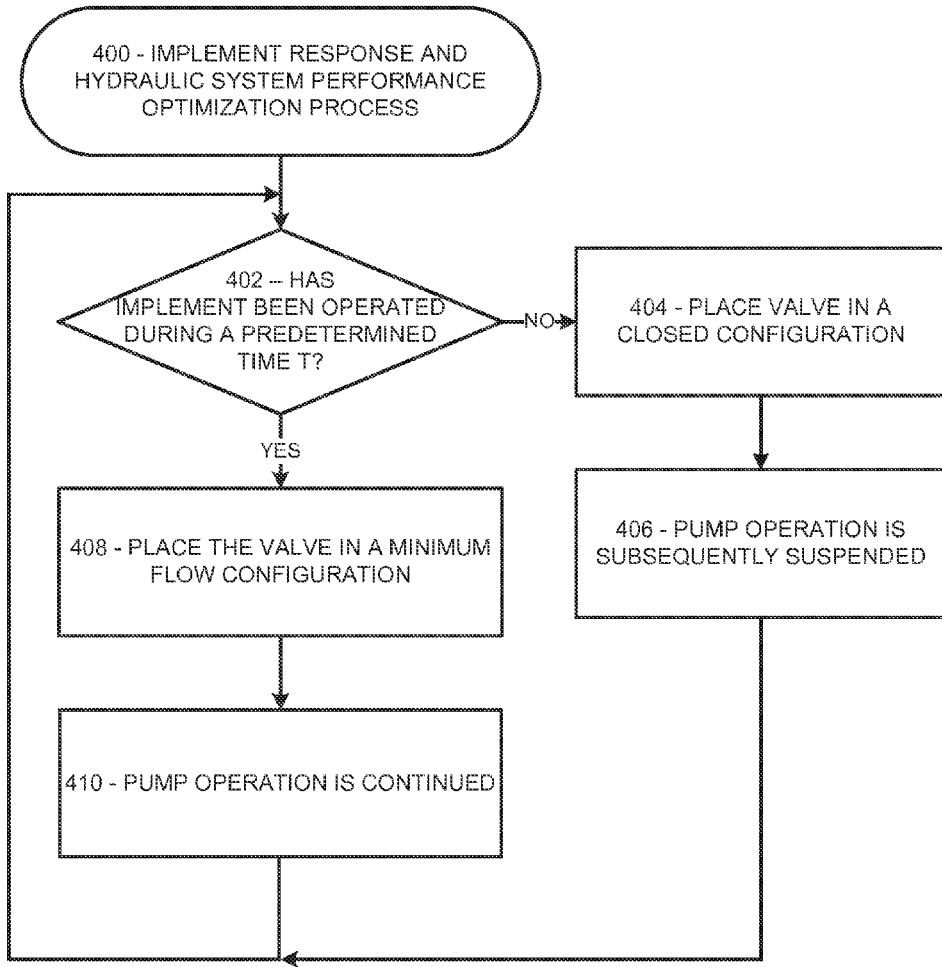 400 - IMPLEMENT RESPONSE AND
HYDRAULIC SYSTEM PERFORMANCE
OPTIMIZATION PROCESS
402 – HAS
IMPLEMENT BEEN OPERATED
DURING A PREDETERMINED
TIME T?
NO
404 - PLACE VALVE IN A
CLOSED CONFIGURATION
YES
406 - PUMP OPERATION IS
SUBSEQUENTLY SUSPENDED
408 - PLACE THE VALVE IN A MINIMUM
FLOW CONFIGURATION
410 - PUMP OPERATION IS CONTINUED